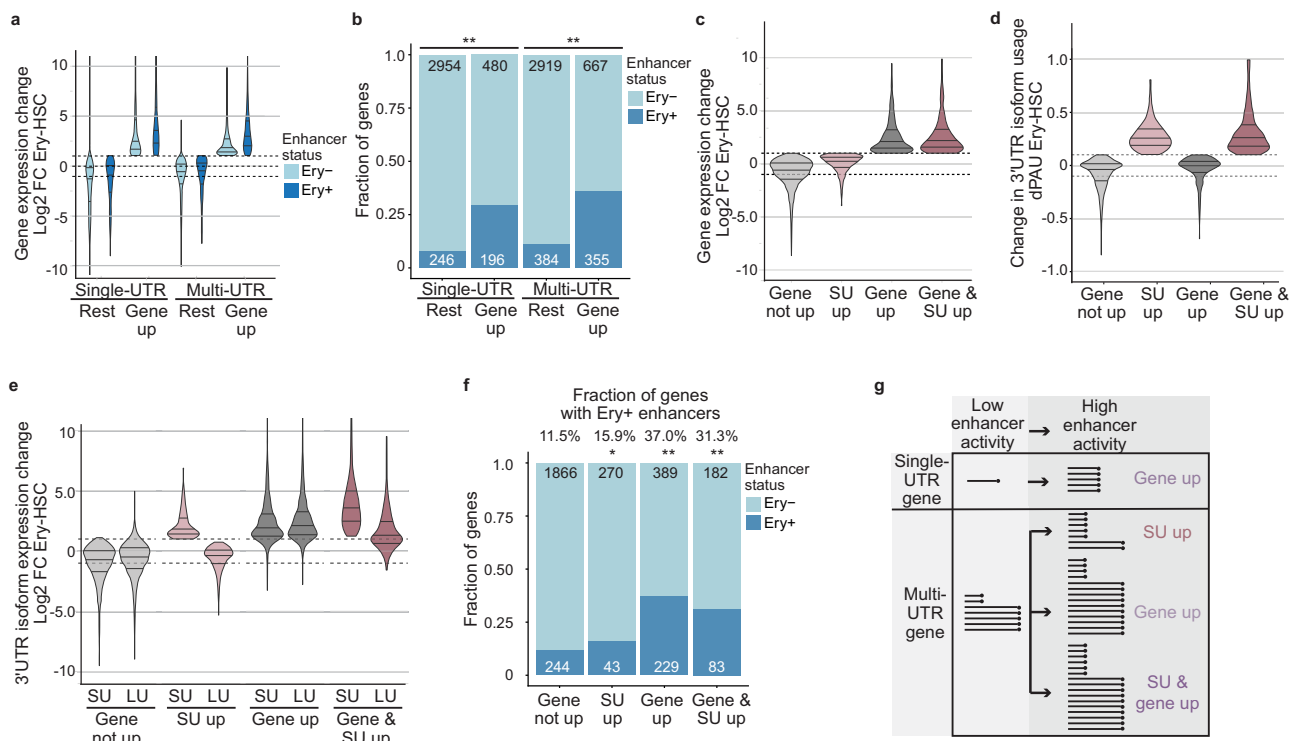 a
Gene expression change
Log2 FC Ery-HSC
10
5
0
-5
-10
Single-UTR
Multi-UTR
Rest
Gene up
Rest
Gene up
Enhancer status
Ery−
Ery+
b
**
**
Fraction of genes
1.0
0.75
0.50
0.25
0
2954
480
2919
667
246
196
384
355
Single-UTR
Multi-UTR
Rest
Gene up
Rest
Gene up
Enhancer status
Ery−
Ery+
c
Gene expression change
Log2 FC Ery-HSC
10
5.0
0
-5.0
-10
Gene not up
SU up
Gene up
Gene & SU up
d
Change in 3'UTR isoform usage
dPAU Ery-HSC
1.0
0.5
0
-0.5
-1.0
Gene not up
SU up
Gene up
Gene & SU up
e
3'UTR isoform expression change
Log2 FC Ery-HSC
10
5.0
0
-5.0
-10
SU
LU
SU
LU
SU
LU
SU
LU
Gene not up
SU up
Gene up
Gene & SU up
f
Fraction of genes
with Ery+ enhancers
11.5%
15.9%
37.0%
31.3%
*
**
**
Fraction of genes
1.0
0.75
0.50
0.25
0
1866
270
389
182
244
43
229
83
Gene not up
SU up
Gene up
Gene & SU up
Enhancer status
Ery−
Ery+
g
Low enhancer activity
High enhancer activity
Single-UTR gene
Gene up
Multi-UTR gene
SU up
Gene up
SU & gene up